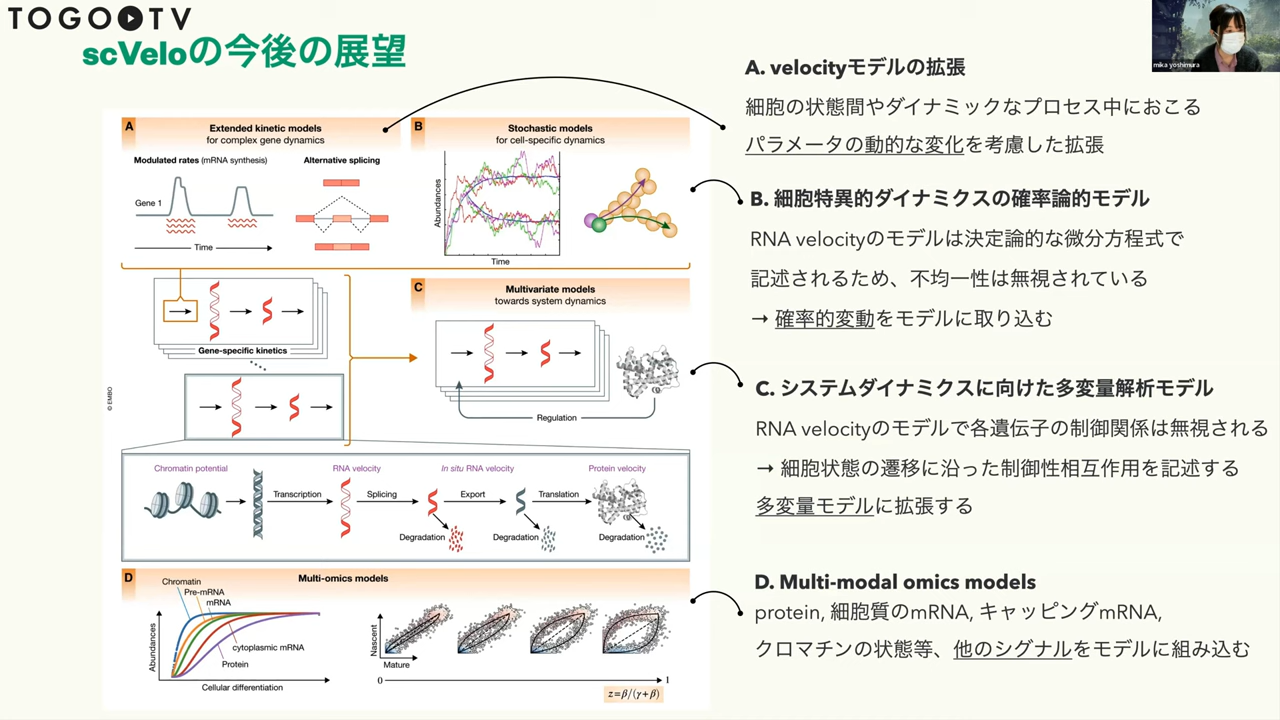 TOGO TV
scVeloの今後の展望
mika yoshimura
A
Extended kinetic models
for complex gene dynamics
Modulated rates (mRNA synthesis)
Alternative splicing
Gene 1
Time
B
Stochastic models
for cell-specific dynamics
Abundances
Time
Gene-specific kinetics
C
Multivariate models
towards system dynamics
Regulation
© EMBO
Chromatin potential
RNA velocity
In situ RNA velocity
Protein velocity
Transcription
Splicing
Export
Translation
Degradation
Degradation
Degradation
D
Multi-omics models
Chromatin
Pre-mRNA
mRNA
cytoplasmic mRNA
Protein
Abundances
Cellular differentiation
Nascent
Mature
0
1
z=β/(γ+β)
A. velocityモデルの拡張
細胞の状態間やダイナミックなプロセス中におこる
パラメータの動的な変化を考慮した拡張
B. 細胞特異的ダイナミクスの確率論的モデル
RNA velocityのモデルは決定論的な微分方程式で
記述されるため、不均一性は無視されている
→ 確率的変動をモデルに取り込む
C. システムダイナミクスに向けた多変量解析モデル
RNA velocityのモデルで各遺伝子の制御関係は無視される
→ 細胞状態の遷移に沿った制御性相互作用を記述する
多変量モデルに拡張する
D. Multi-modal omics models
protein, 細胞質のmRNA, キャッピングmRNA,
クロマチンの状態等、他のシグナルをモデルに組み込む